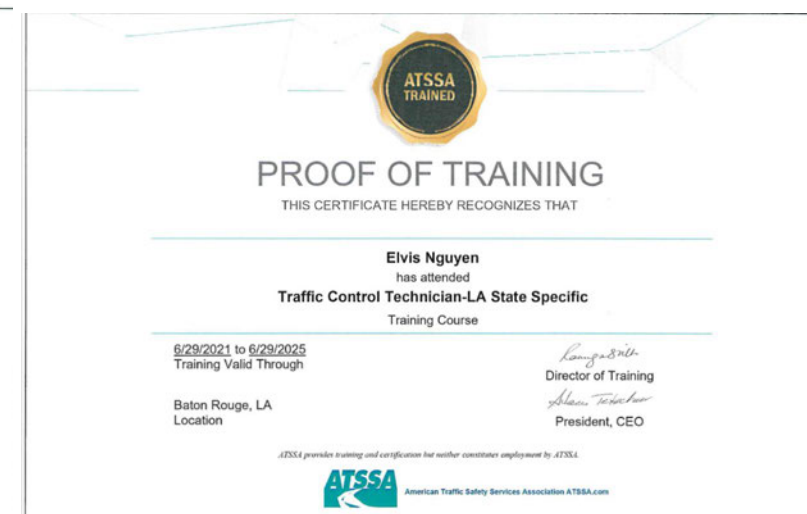 ATSSA
TRAINED
PROOF OF TRAINING
THIS CERTIFICATE HEREBY RECOGNIZES THAT
Elvis Nguyen
has attended
Traffic Control Technician-LA State Specific
Training Course
6/29/2021 to 6/29/2025
Training Valid Through
Director of Training
Baton Rouge, LA
Location
President, CEO
ATSSA provides training and certification but neither constitutes employment by ATSSA.
ATSSA
American Traffic Safety Services Association ATSSA.com